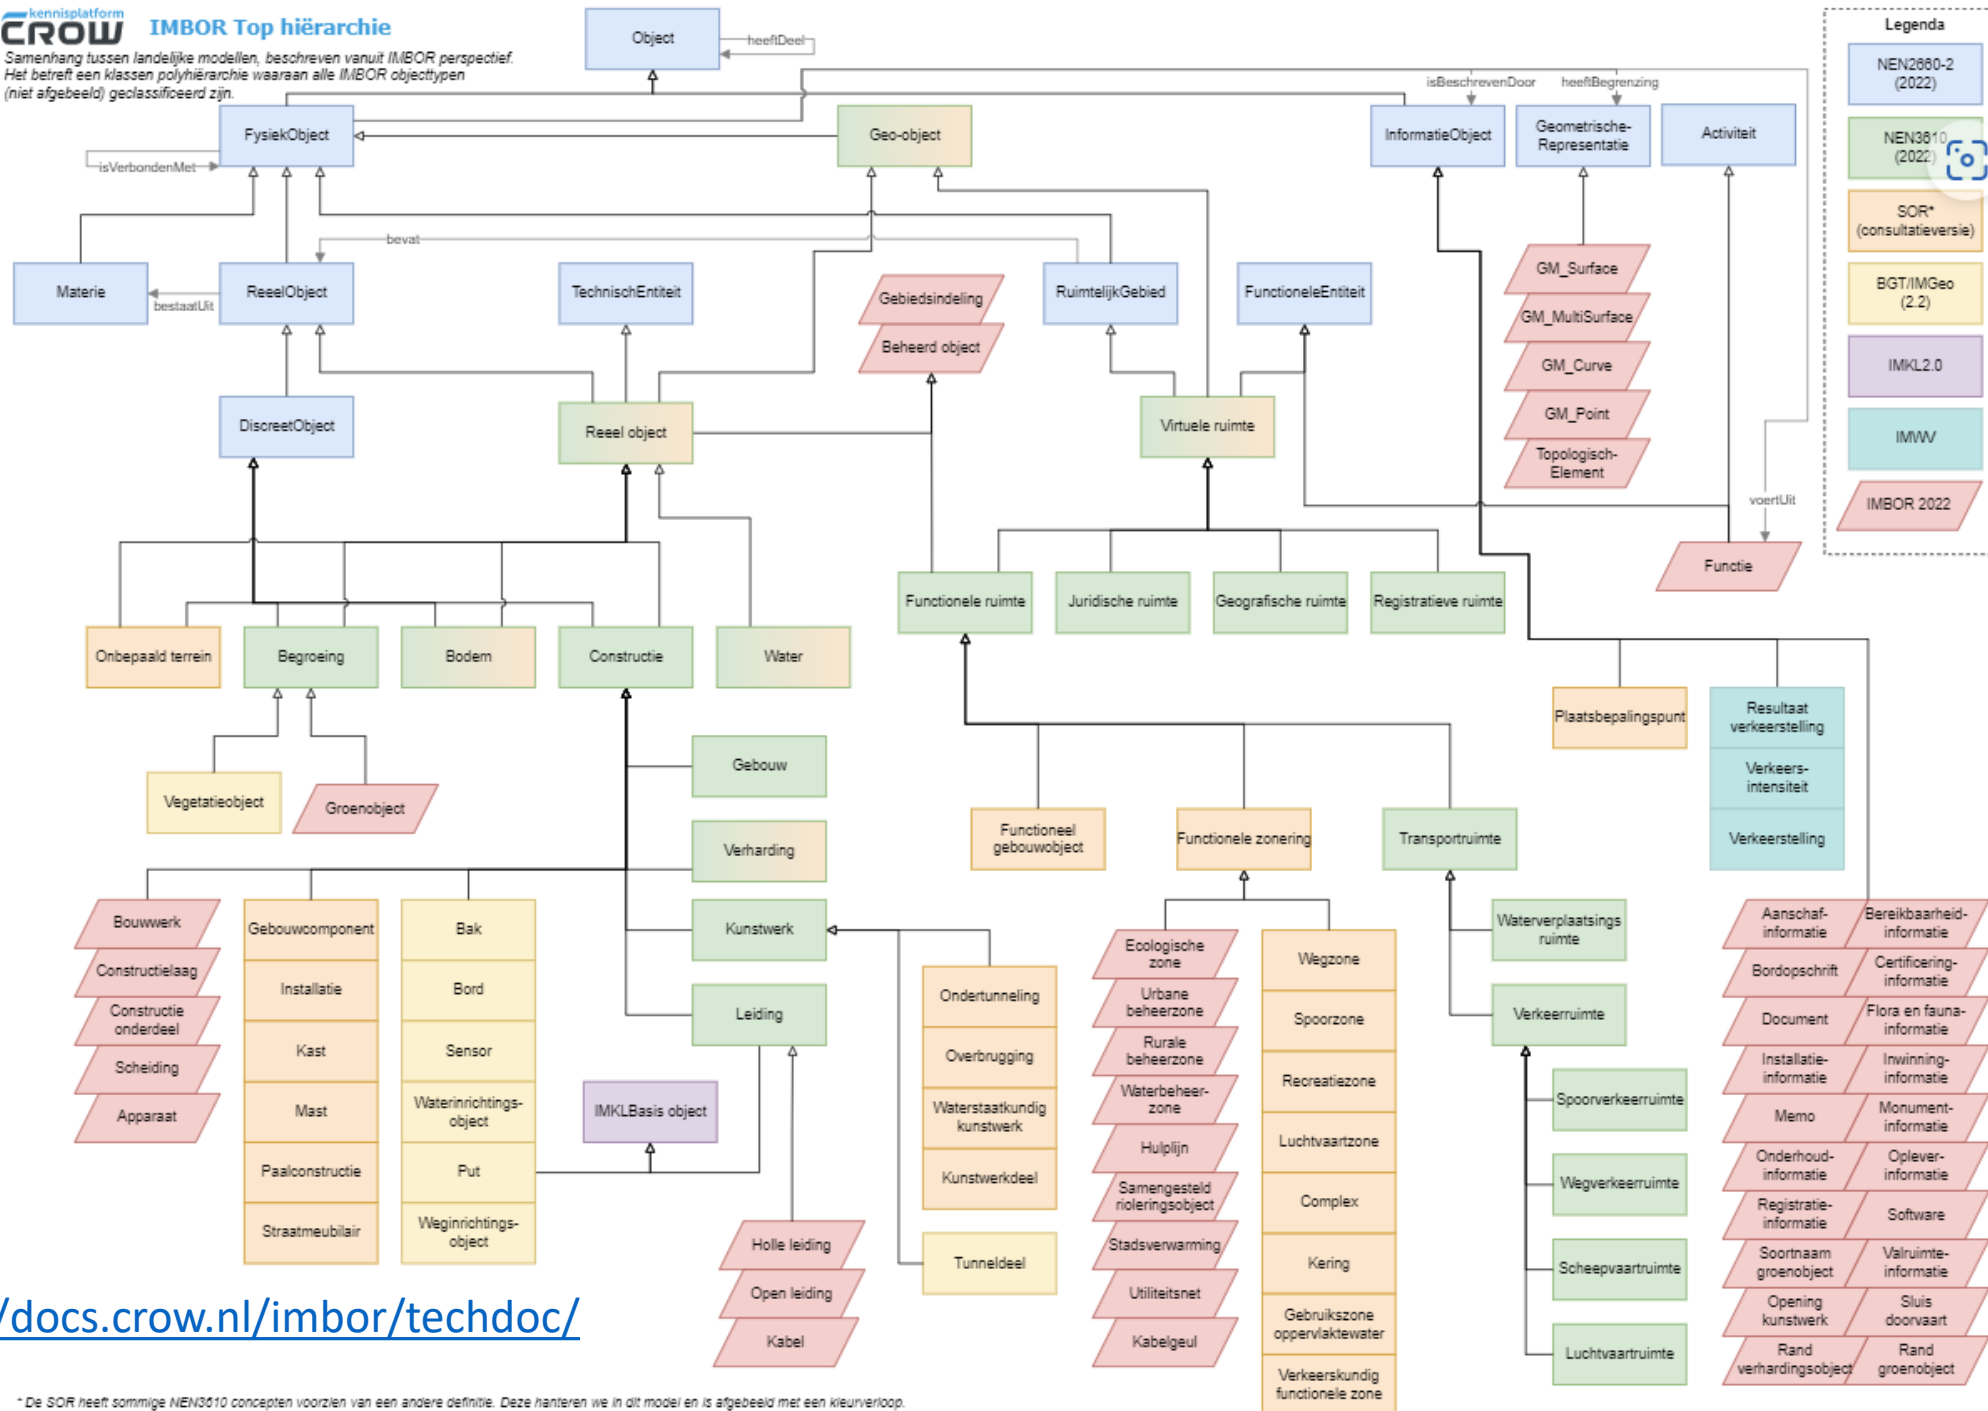 kennisplatform
CROW
IMBOR Top hiërarchie
Samenhang tussen landelijke modellen, beschreven vanuit IMBOR perspectief.
Het betreft een klassen polyhiërarchie waaraan alle IMBOR objecttypen
(niet afgebeeld) geclassificeerd zijn.
Object
heeftDeel
isBeschrevenDoor
heeftBegrenzing
FysiekObject
Geo-object
InformatieObject
Geometrische-
Representatie
Activiteit
isVerbondenMet
bevat
Materie
bestaatUit
ReeelObject
TechnischEntiteit
Gebiedsindeling
Beheerd object
RuimtelijkGebied
FunctioneleEntiteit
GM_Surface
GM_MultiSurface
GM_Curve
GM_Point
Topologisch-
Element
DiscreetObject
Reeel object
Virtuele ruimte
voertUit
Functie
Legenda
NEN2660-2
(2022)
NEN3610
(2022)
SOR*
(consultatieversie)
BGT/IMGeo
(2.2)
IMKL2.0
IMWV
IMBOR 2022
Functionele ruimte
Juridische ruimte
Geografische ruimte
Registratieve ruimte
Onbepaald terrein
Begroeing
Bodem
Constructie
Water
Vegetatieobject
Groenobject
Gebouw
Verharding
Kunstwerk
Leiding
Plaatsbepalingspunt
Resultaat
verkeerstelling
Verkeers-
intensiteit
Verkeerstelling
Functioneel
gebouwobject
Functionele zonering
Transportruimte
Bouwwerk
Constructielaag
Constructie
onderdeel
Scheiding
Apparaat
Gebouwcomponent
Installatie
Kast
Mast
Paalconstructie
Straatmeubilair
Bak
Bord
Sensor
Waterinrichtings-
object
Put
Weginrichtings-
object
IMKLBasis object
Holle leiding
Open leiding
Kabel
Ondertunneling
Overbrugging
Waterstaatkundig
kunstwerk
Kunstwerkdeel
Tunneldeel
Ecologische
zone
Urbane
beheerzone
Rurale
beheerzone
Waterbeheer-
zone
Hulplijn
Samengesteld
rioleringsobject
Stadsverwarming
Utiliteitsnet
Kabelgeul
Wegzone
Spoorzone
Recreatiezone
Luchtvaartzone
Complex
Kering
Gebruikszone
oppervlaktewater
Verkeerskundig
functionele zone
Waterverplaatsings
ruimte
Verkeerruimte
Spoorverkeerruimte
Wegverkeerruimte
Scheepvaartruimte
Luchtvaartruimte
Aanschaf-
informatie
Bordopschrift
Document
Installatie-
informatie
Memo
Onderhoud-
informatie
Registratie-
informatie
Soortnaam
groenobject
Opening
kunstwerk
Rand
verhardingsobject
Bereikbaarheid-
informatie
Certificering-
informatie
Flora en fauna-
informatie
Inwinning-
informatie
Monument-
informatie
Oplever-
informatie
Software
Valruimte-
informatie
Sluis
doorvaart
Rand
groenobject
/docs.crow.nl/imbor/techdoc/
* De SOR heeft sommige NEN3610 concepten voorzien van een andere definitie. Deze hanteren we in dit model en is afgebeeld met een kleurverloop.